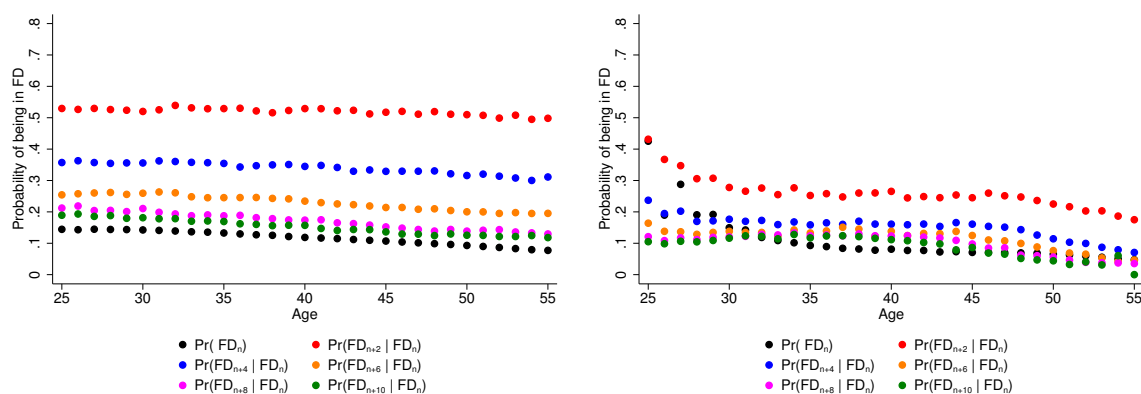 Probability of being in FD
.8
.7
.6
.5
.4
.3
.2
.1
0
25 30 35 40 45 50 55
Age
Pr( FDₙ) Pr(FDₙ₊₂ | FDₙ)
Pr(FDₙ₊₄ | FDₙ) Pr(FDₙ₊₆ | FDₙ)
Pr(FDₙ₊₈ | FDₙ) Pr(FDₙ₊₁₀ | FDₙ)
Probability of being in FD
.8
.7
.6
.5
.4
.3
.2
.1
0
25 30 35 40 45 50 55
Age
Pr( FDₙ) Pr(FDₙ₊₂ | FDₙ)
Pr(FDₙ₊₄ | FDₙ) Pr(FDₙ₊₆ | FDₙ)
Pr(FDₙ₊₈ | FDₙ) Pr(FDₙ₊₁₀ | FDₙ)